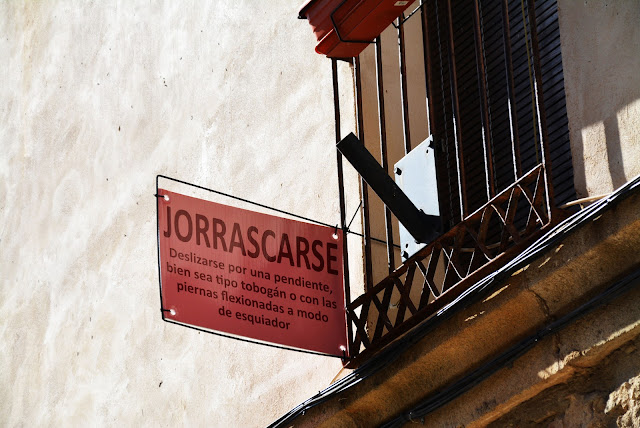 JORRASCARSE
Deslizarse por una pendiente,
bien sea tipo tobogán o con las
piernas flexionadas a modo
de esquiador